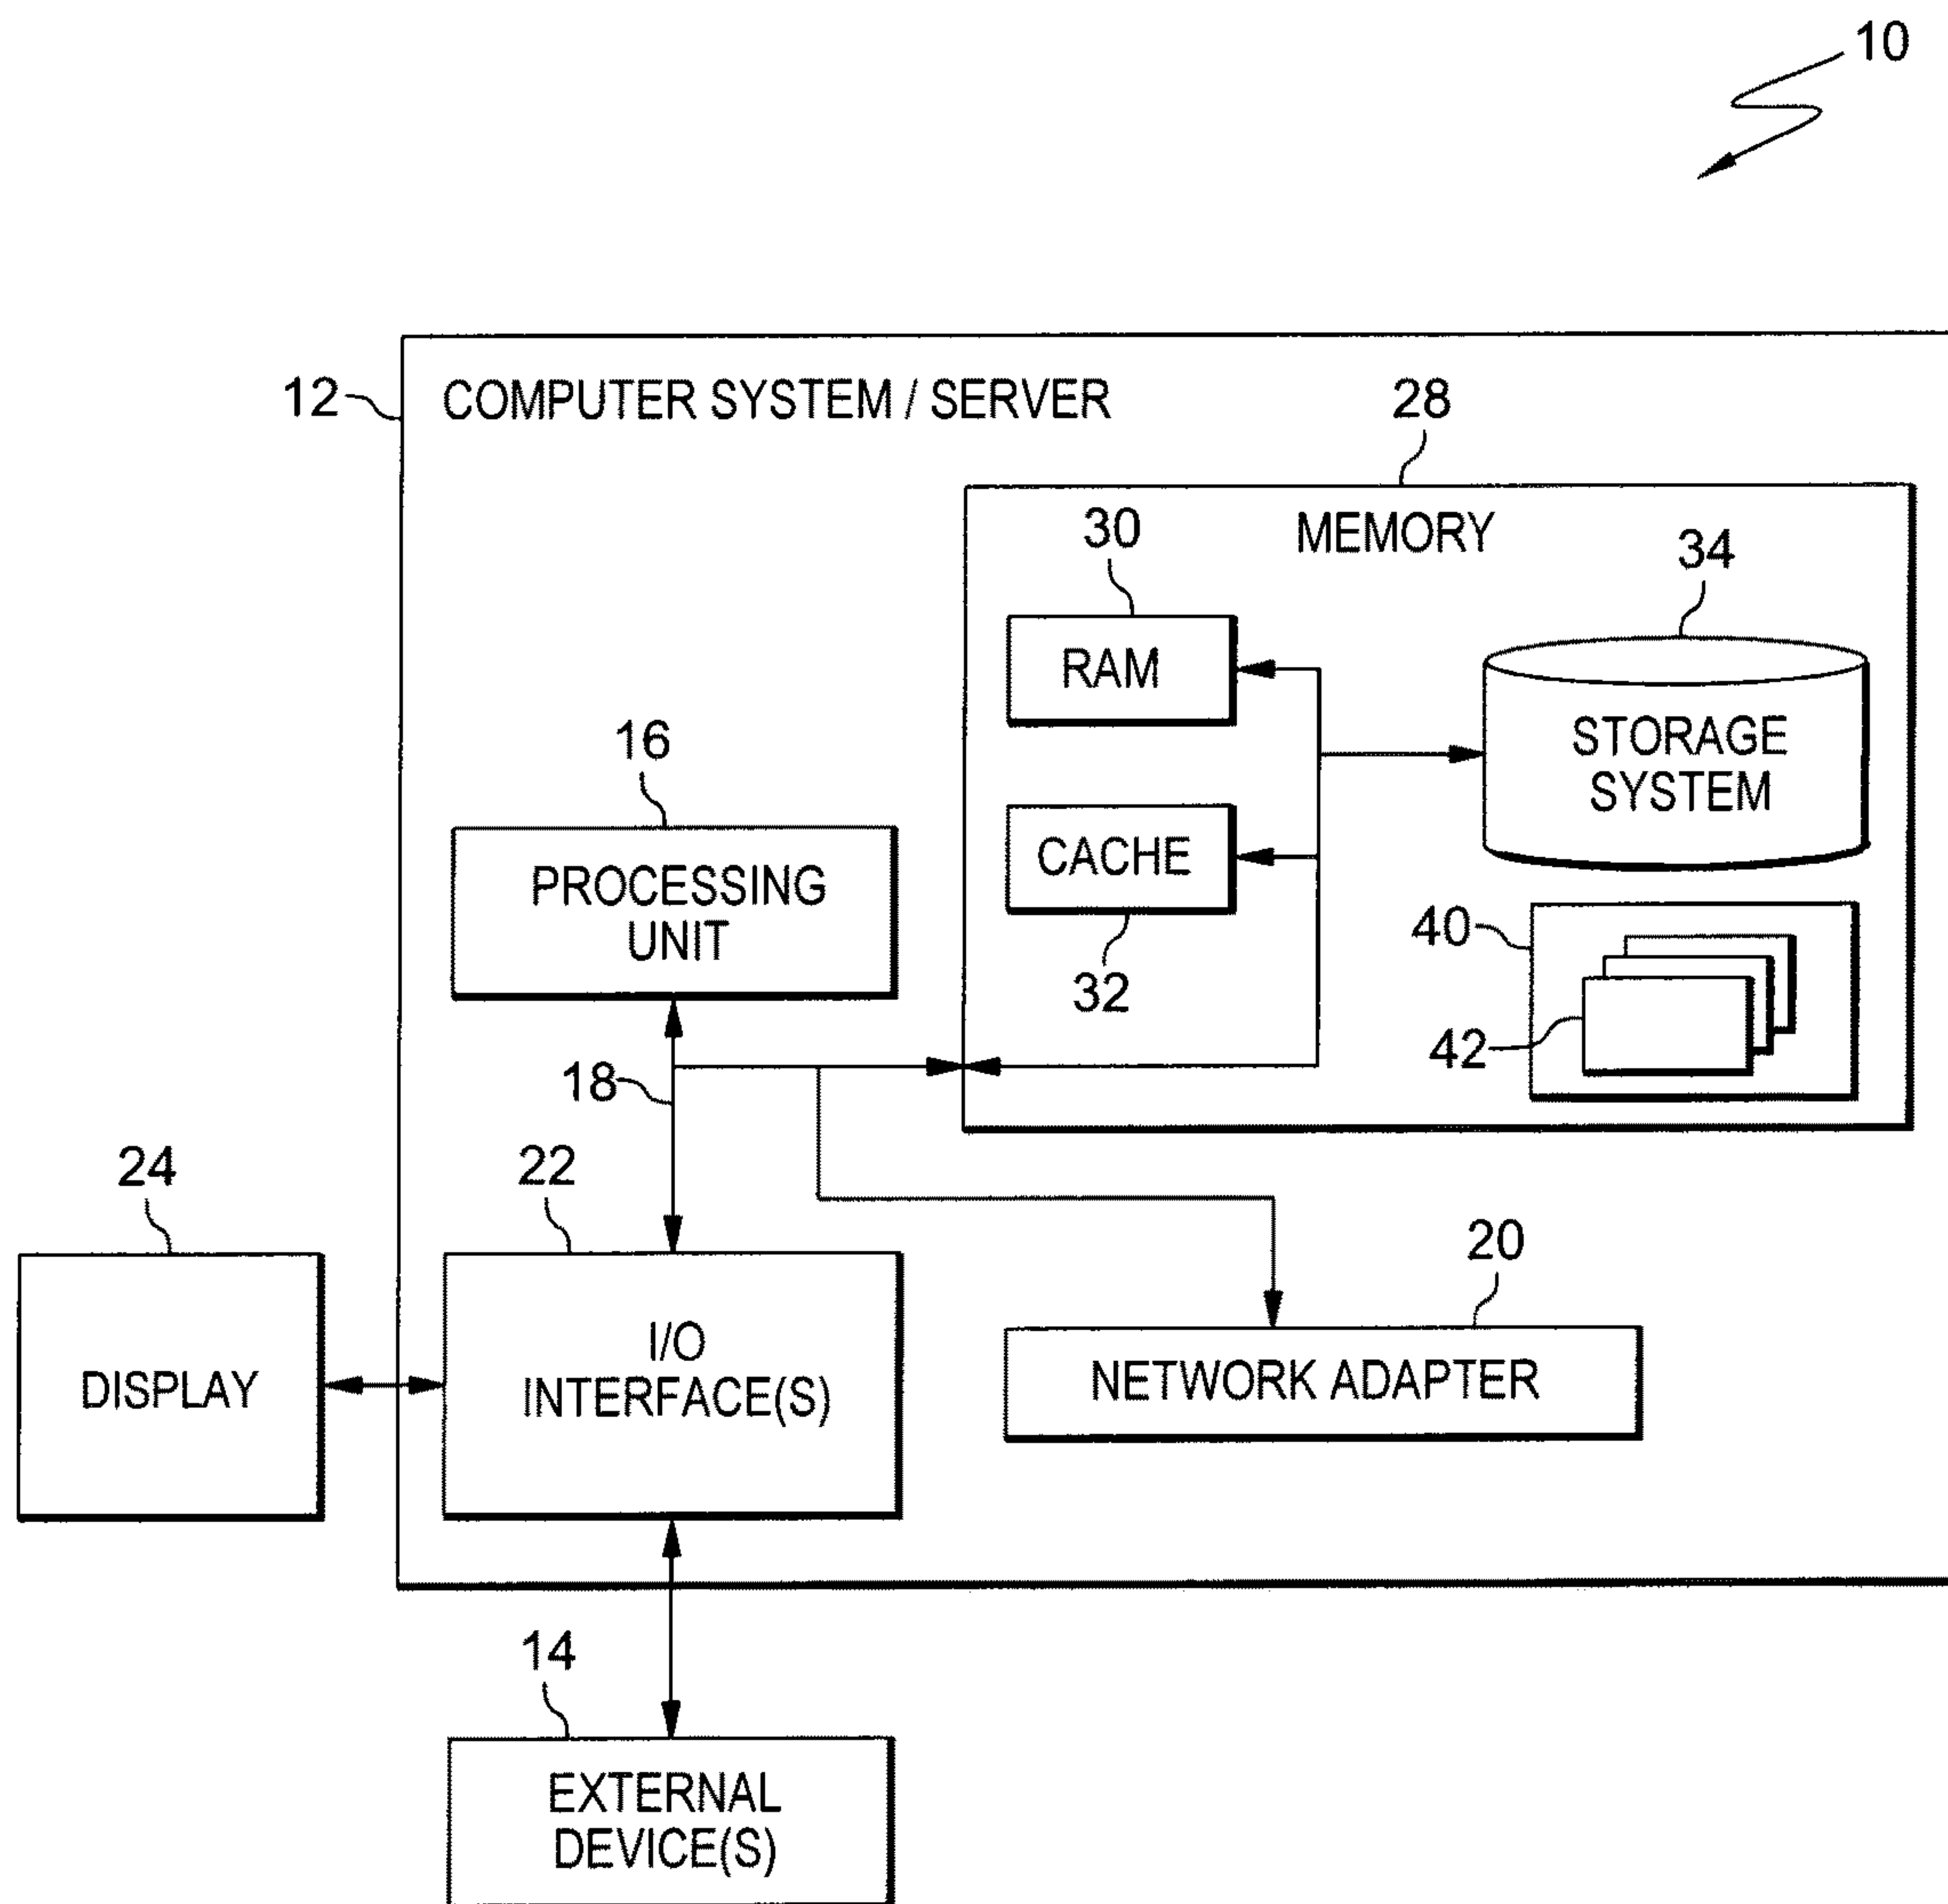 10
12
COMPUTER SYSTEM / SERVER
28
MEMORY
30
34
RAM
STORAGE
SYSTEM
16
CACHE
PROCESSING
UNIT
32
40
42
18
24
22
20
DISPLAY
I/O
INTERFACE(S)
NETWORK ADAPTER
14
EXTERNAL
DEVICE(S)